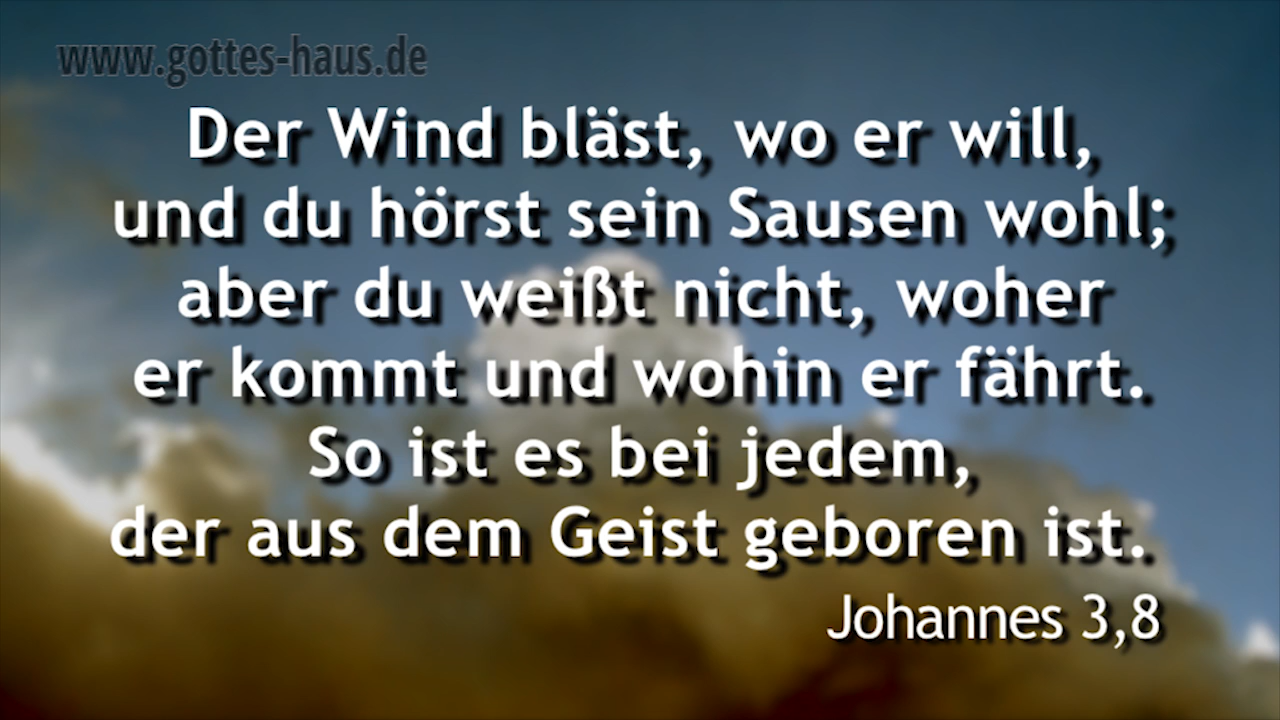 www.gottes-haus.de
Der Wind bläst, wo er will,
und du hörst sein Sausen wohl;
aber du weißt nicht, woher
er kommt und wohin er fährt.
So ist es bei jedem,
der aus dem Geist geboren ist.
Johannes 3,8